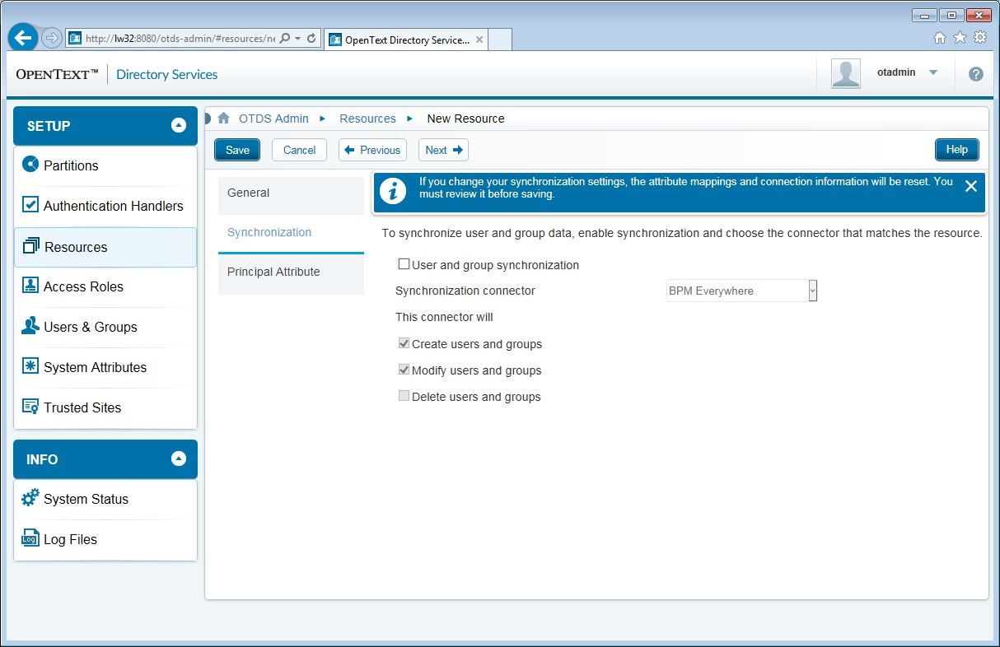 http://lw32:8080/otds-admin/#resources/ne
OpenText Directory Service...
OPENTEXT™ Directory Services
otadmin
SETUP
Partitions
Authentication Handlers
Resources
Access Roles
Users & Groups
System Attributes
Trusted Sites
INFO
System Status
Log Files
OTDS Admin Resources New Resource
Save Cancel Previous Next Help
General
Synchronization
Principal Attribute
If you change your synchronization settings, the attribute mappings and connection information will be reset. You
must review it before saving.
To synchronize user and group data, enable synchronization and choose the connector that matches the resource.
User and group synchronization
Synchronization connector BPM Everywhere
This connector will
Create users and groups
Modify users and groups
Delete users and groups